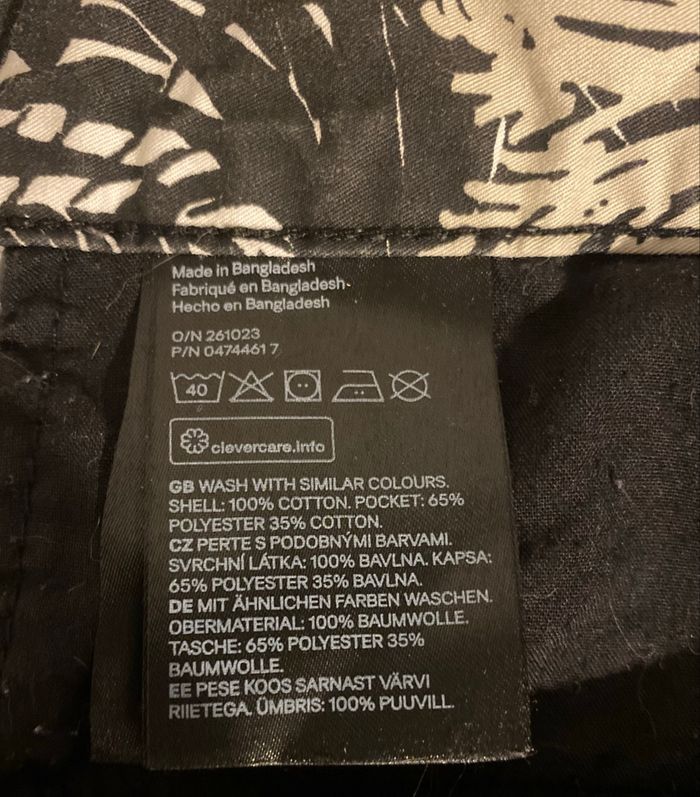 Made in Bangladesh
Fabriqué en Bangladesh
Hecho en Bangladesh
O/N 261023
P/N 0474461 7
40
clevercare.info
GB WASH WITH SIMILAR COLOURS.
SHELL: 100% COTTON. POCKET: 65%
POLYESTER 35% COTTON.
CZ PERTE S PODOBNÝMI BARVAMI.
SVRCHNÍ LÁTKA: 100% BAVLNA. KAPSA:
65% POLYESTER 35% BAVLNA.
DE MIT ÄHNLICHEN FARBEN WASCHEN.
OBERMATERIAL: 100% BAUMWOLLE.
TASCHE: 65% POLYESTER 35%
BAUMWOLLE.
EE PESE KOOS SARNAST VÄRVI
RIIETEGA. ÜMBRIS: 100% PUUVILL.